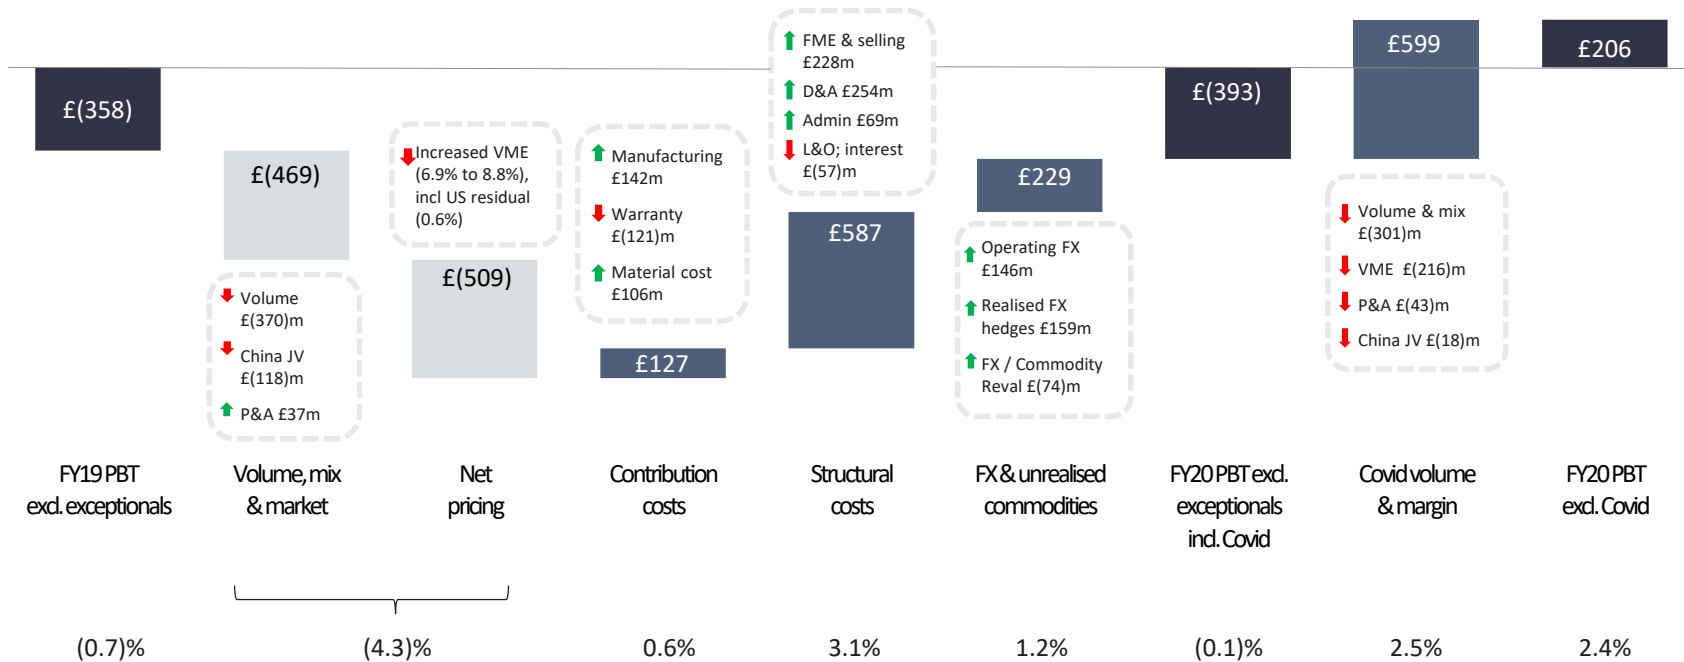 £(358)
£(469)
Volume
£(370)m
China JV
£(118)m
P&A £37m
Increased VME
(6.9% to 8.8%),
incl US residual
(0.6%)
£(509)
Manufacturing
£142m
Warranty
£(121)m
Material cost
£106m
£127
FME & selling
£228m
D&A £254m
Admin £69m
L&O; interest
£(57)m
£587
£229
Operating FX
£146m
Realised FX
hedges £159m
FX / Commodity
Reval £(74)m
£(393)
£599
Volume & mix
£(301)m
VME £(216)m
P&A £(43)m
China JV £(18)m
£206
FY19 PBT
excl. exceptionals
Volume, mix
& market
Net
pricing
Contribution
costs
Structural
costs
FX & unrealised
commodities
FY20 PBT excl.
exceptionals
incl. Covid
Covid volume
& margin
FY20 PBT
excl. Covid
(0.7)%
(4.3)%
0.6%
3.1%
1.2%
(0.1)%
2.5%
2.4%